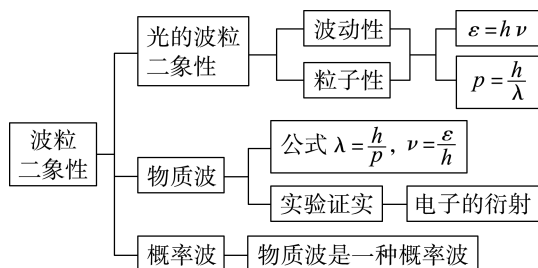 波粒
二象性
光的波粒
二象性
波动性
粒子性
ε=hν
p=h/λ
物质波
公式 λ=h/p, ν=ε/h
实验证实
电子的衍射
概率波
物质波是一种概率波